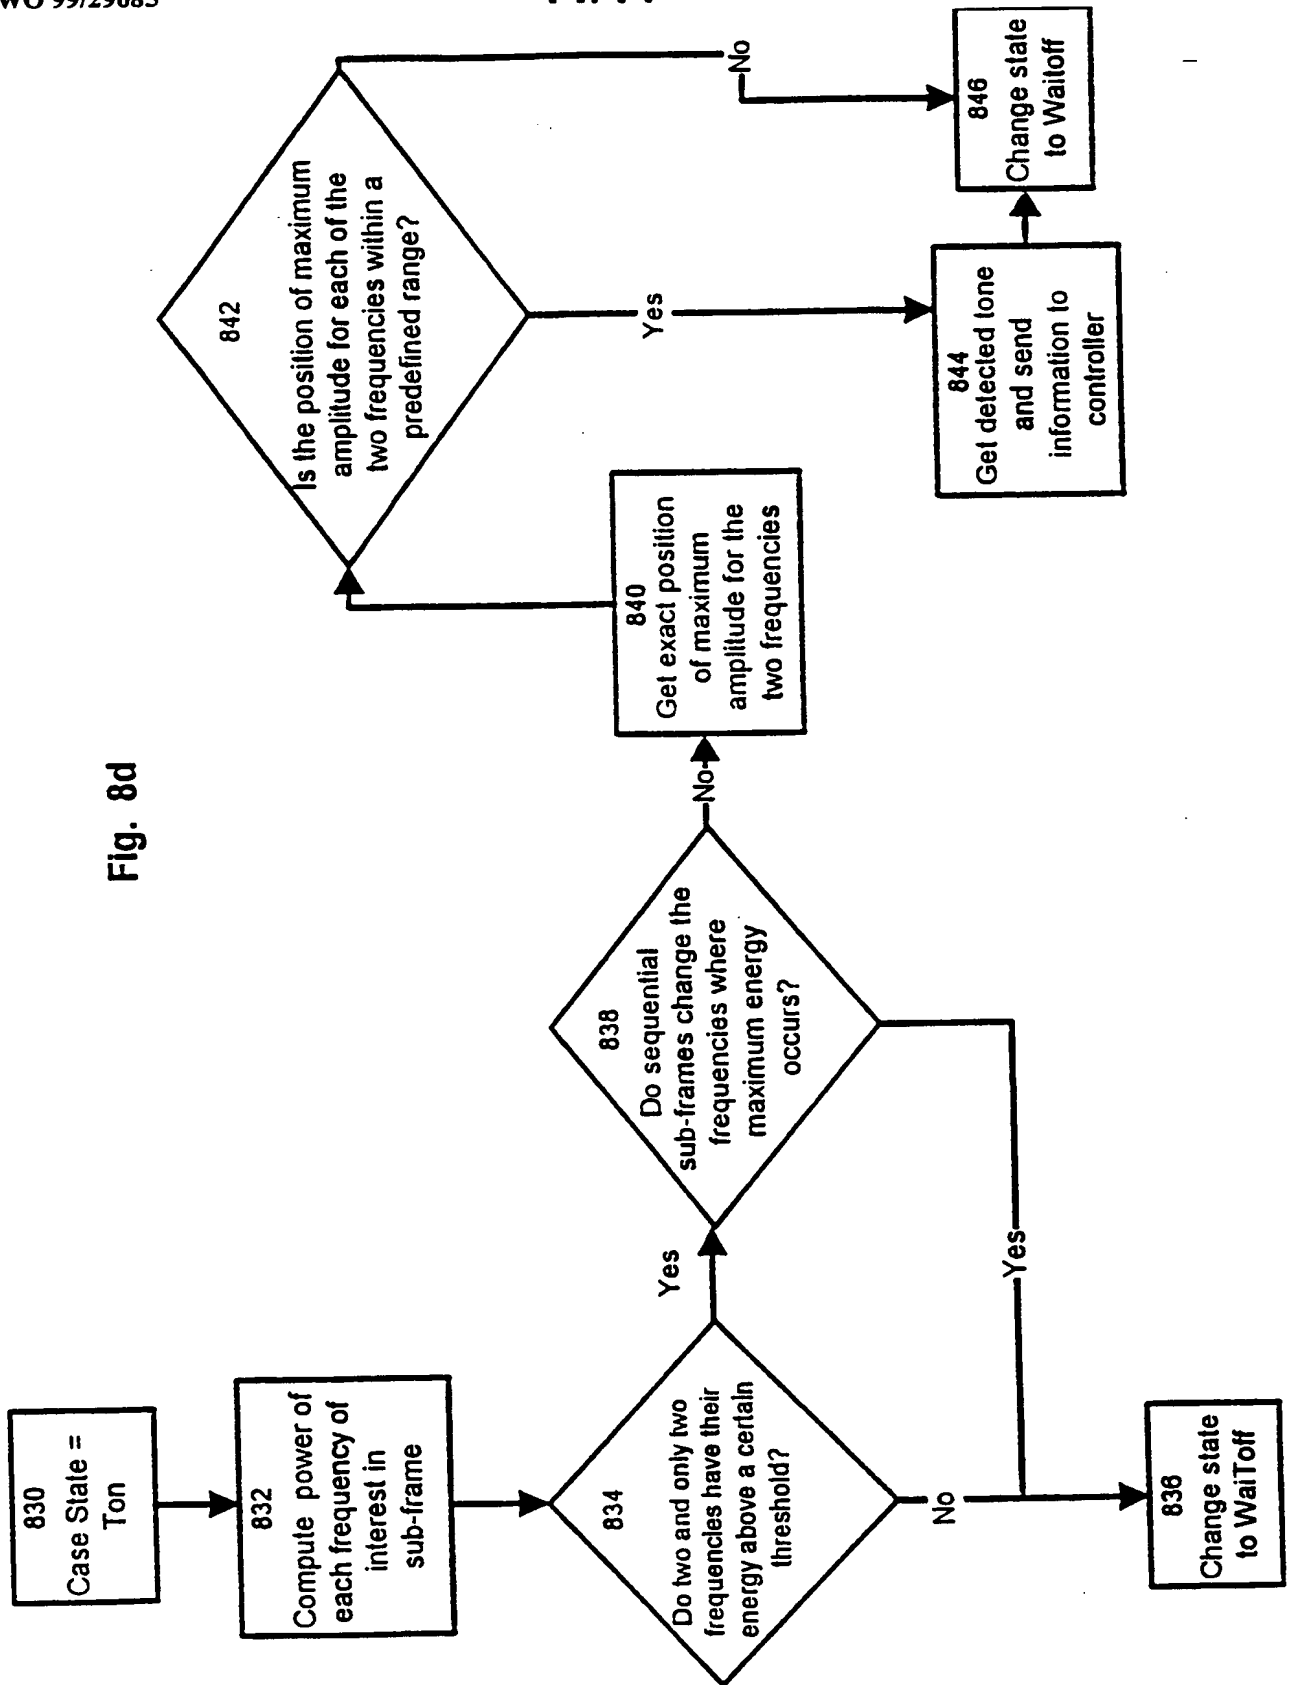 WO 99/29083
Fig. 8d
830
Case State =
Ton
832
Compute power of
each frequency of
interest in
sub-frame
834
Do two and only two
frequencies have their
energy above a certain
threshold?
No
Yes
836
Change state
to WaiToff
838
Do sequential
sub-frames change the
frequencies where
maximum energy
occurs?
Yes
No
840
Get exact position
of maximum
amplitude for the
two frequencies
842
Is the position of maximum
amplitude for each of the
two frequencies within a
predefined range?
Yes
No
844
Get detected tone
and send
information to
controller
846
Change state
to Waitoff